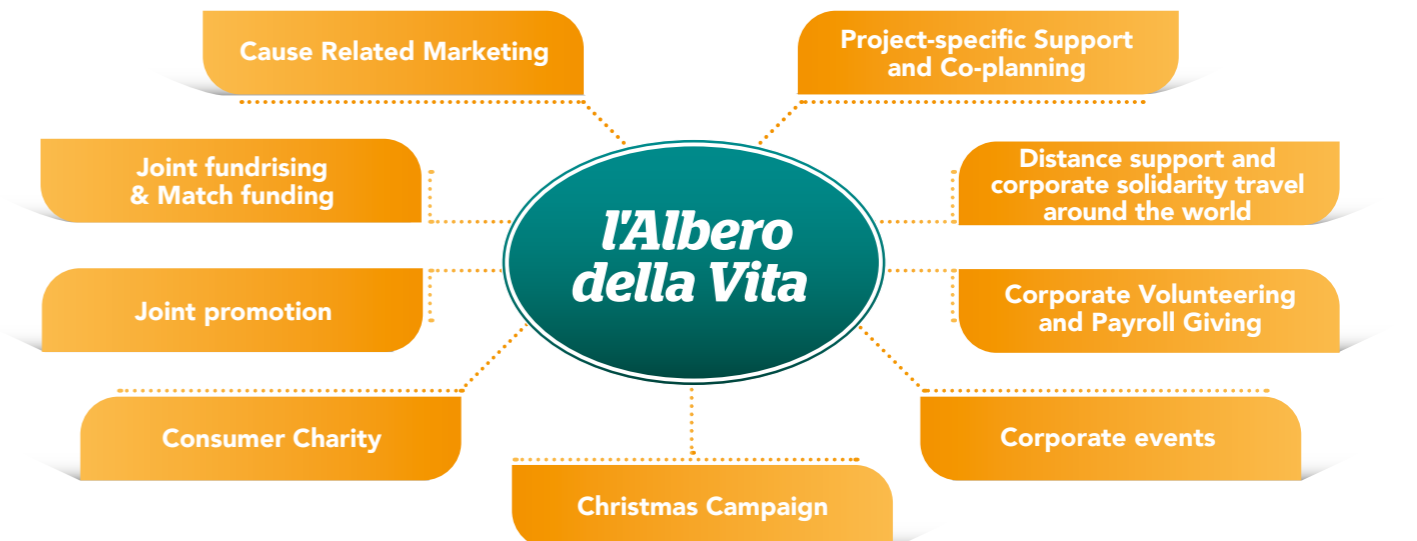 Cause Related Marketing
Project-specific Support
and Co-planning
Joint fundrising
& Match funding
Distance support and
corporate solidarity travel
around the world
l'Albero
della Vita
Joint promotion
Corporate Volunteering
and Payroll Giving
Consumer Charity
Corporate events
Christmas Campaign